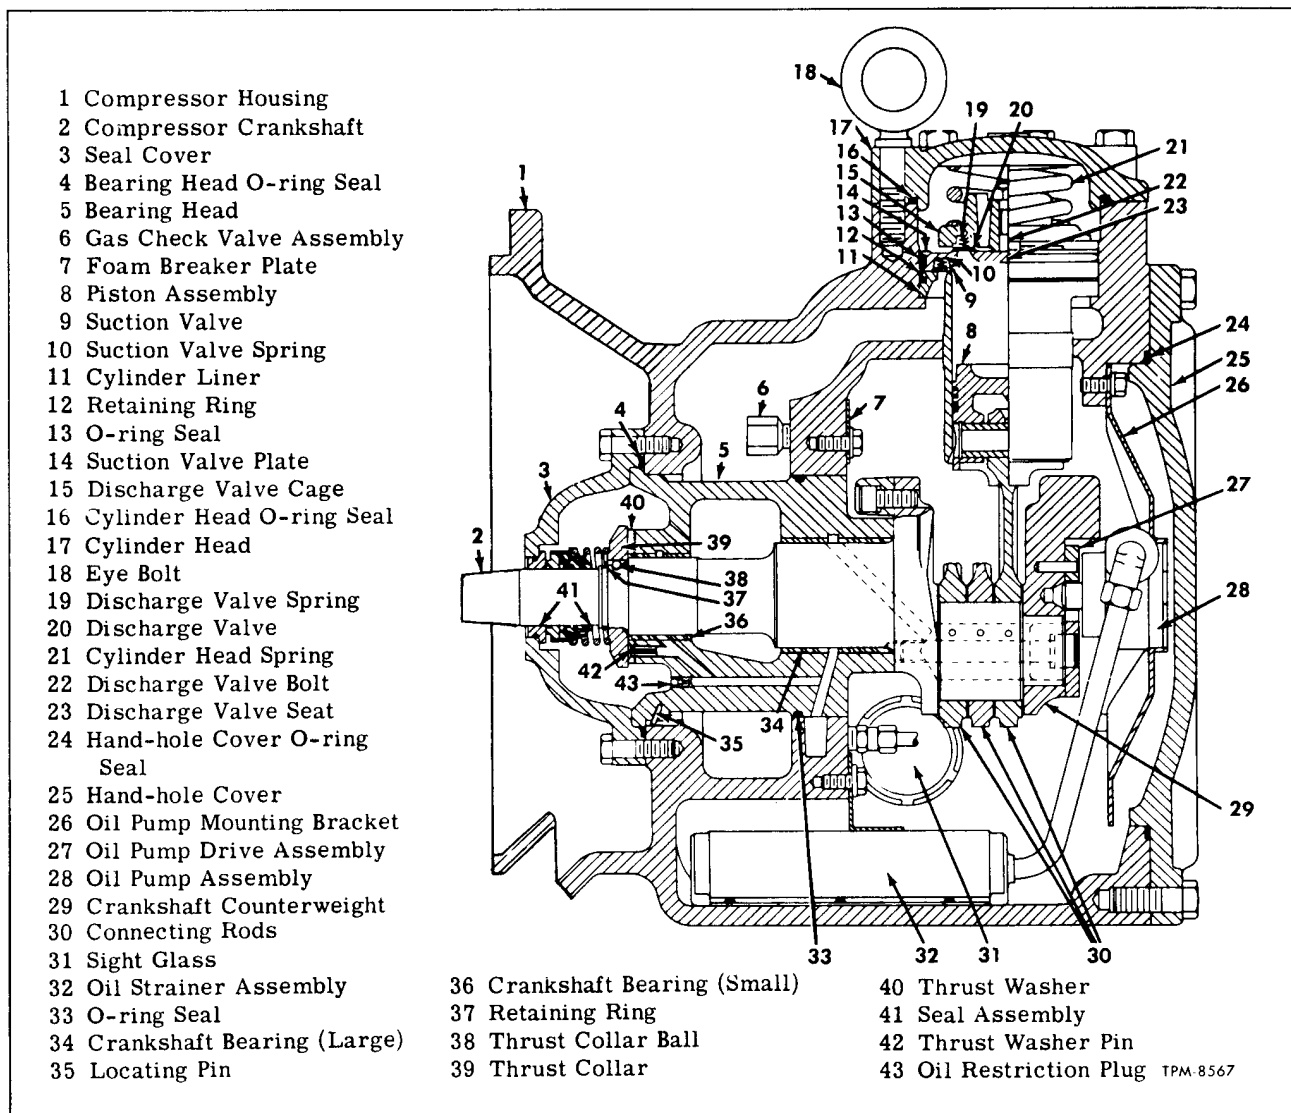 1 Compressor Housing
2 Compressor Crankshaft
3 Seal Cover
4 Bearing Head O-ring Seal
5 Bearing Head
6 Gas Check Valve Assembly
7 Foam Breaker Plate
8 Piston Assembly
9 Suction Valve
10 Suction Valve Spring
11 Cylinder Liner
12 Retaining Ring
13 O-ring Seal
14 Suction Valve Plate
15 Discharge Valve Cage
16 Cylinder Head O-ring Seal
17 Cylinder Head
18 Eye Bolt
19 Discharge Valve Spring
20 Discharge Valve
21 Cylinder Head Spring
22 Discharge Valve Bolt
23 Discharge Valve Seat
24 Hand-hole Cover O-ring
Seal
25 Hand-hole Cover
26 Oil Pump Mounting Bracket
27 Oil Pump Drive Assembly
28 Oil Pump Assembly
29 Crankshaft Counterweight
30 Connecting Rods
31 Sight Glass
32 Oil Strainer Assembly
33 O-ring Seal
34 Crankshaft Bearing (Large)
35 Locating Pin
36 Crankshaft Bearing (Small)
37 Retaining Ring
38 Thrust Collar Ball
39 Thrust Collar
40 Thrust Washer
41 Seal Assembly
42 Thrust Washer Pin
43 Oil Restriction Plug TPM-8567
18
19 20
17
16
15
14
13
12
11
10
9
21
22
23
1
8
24
25
26
6
7
4
5
3
40
27
2
39
38
37
41
36
28
42
43
35
34
29
33
32
31
30